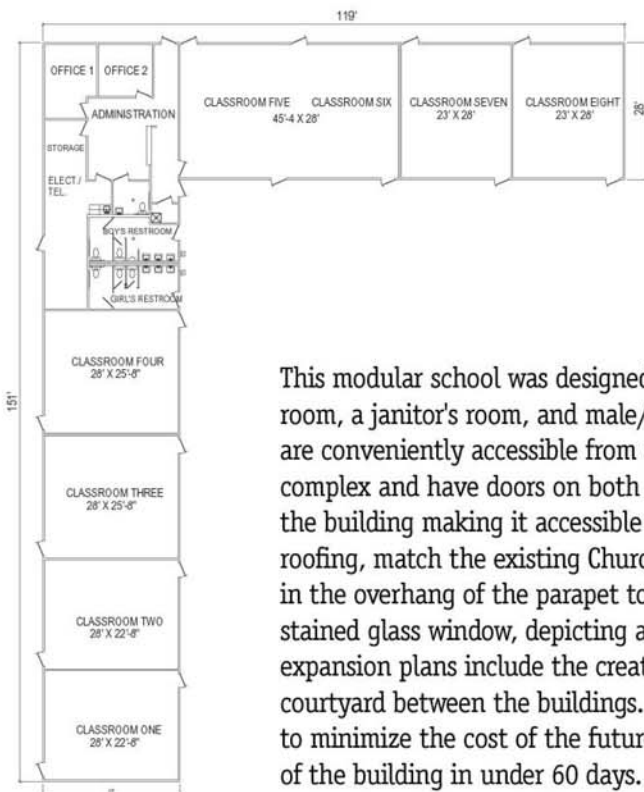 119'
OFFICE 1 OFFICE 2
ADMINISTRATION
CLASSROOM FIVE CLASSROOM SIX
45'-4 X 28'
CLASSROOM SEVEN
23' X 28'
CLASSROOM EIGHT
23' X 28'
28'
STORAGE
ELECT /
TEL.
BOY'S RESTROOM
GIRL'S RESTROOM
151'
CLASSROOM FOUR
28' X 25'-8"
CLASSROOM THREE
28' X 25'-8"
CLASSROOM TWO
28' X 22'-8"
CLASSROOM ONE
28' X 22'-8"
This modular school was designed
room, a janitor's room, and male/
are conveniently accessible from
complex and have doors on both
the building making it accessible
roofing, match the existing Churc
in the overhang of the parapet to
stained glass window, depicting a
expansion plans include the creat
courtyard between the buildings.
to minimize the cost of the futur
of the building in under 60 days.